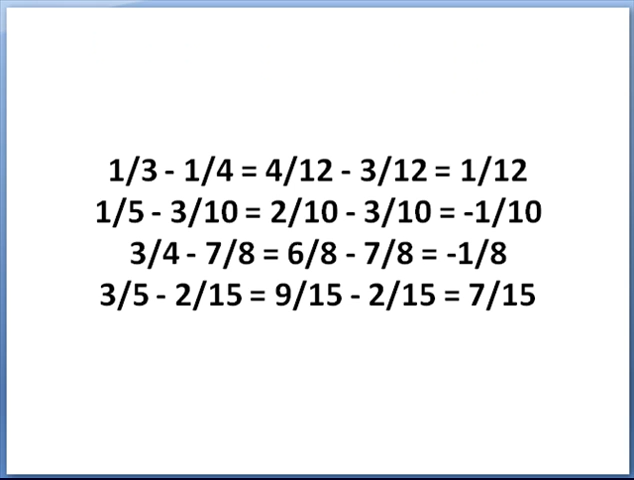 1/3 - 1/4 = 4/12 - 3/12 = 1/12
1/5 - 3/10 = 2/10 - 3/10 = -1/10
3/4 - 7/8 = 6/8 - 7/8 = -1/8
3/5 - 2/15 = 9/15 - 2/15 = 7/15